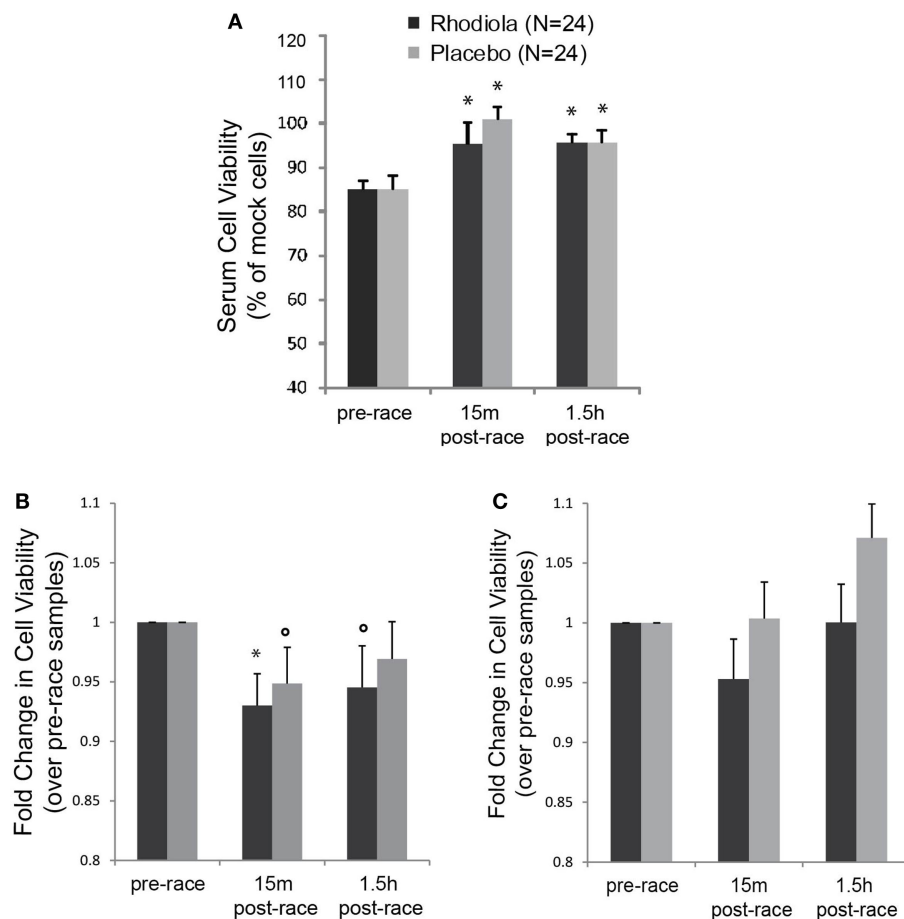 A
Rhodiola (N=24)
Placebo (N=24)
Serum Cell Viability
(% of mock cells)
120
110
100
90
80
70
60
50
40
* * * *
pre-race
15m
post-race
1.5h
post-race
B
Fold Change in Cell Viability
(over pre-race samples)
1.1
1.05
1
0.95
0.9
0.85
0.8
*
pre-race
15m
post-race
1.5h
post-race
C
Fold Change in Cell Viability
(over pre-race samples)
1.1
1.05
1
0.95
0.9
0.85
0.8
pre-race
15m
post-race
1.5h
post-race